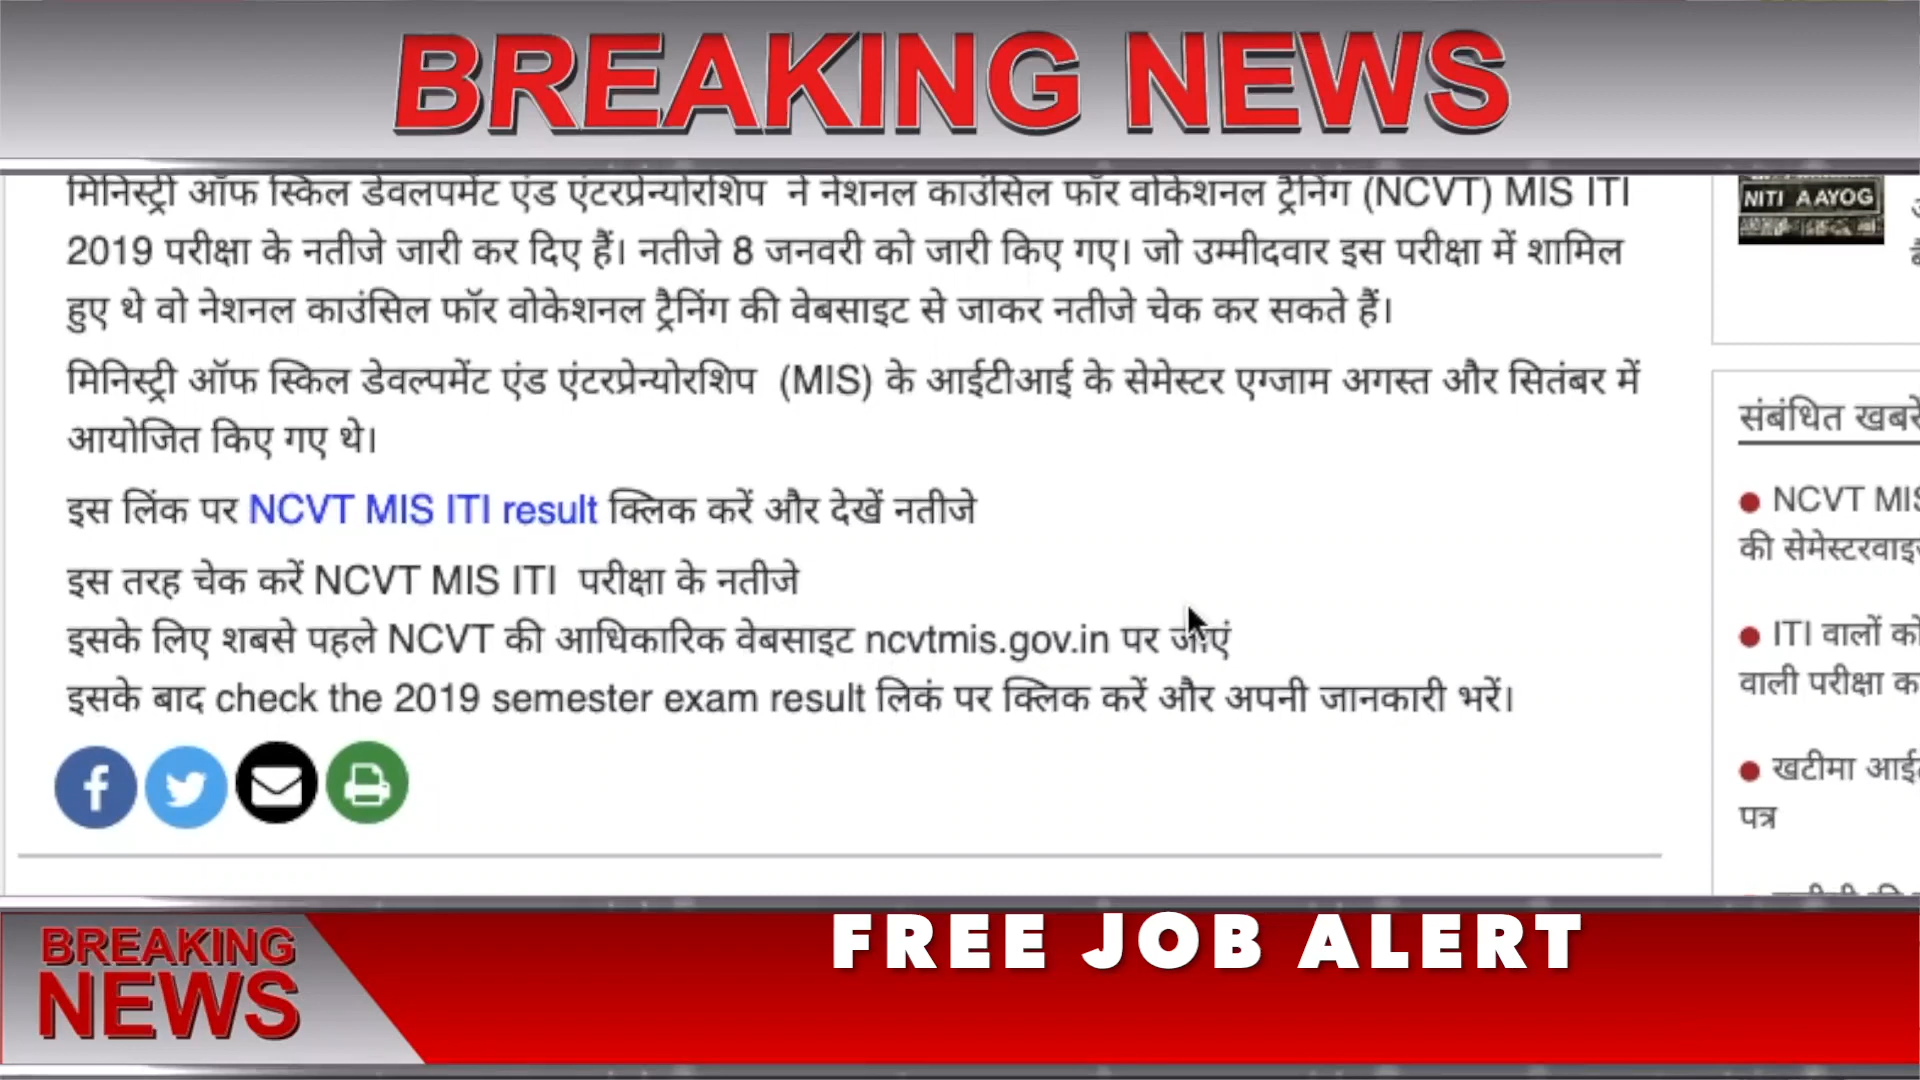 BREAKING NEWS
मिनिस्ट्री ऑफ स्किल डेवलपमेंट एंड एंटरप्रेन्योरशिप ने नेशनल काउंसिल फॉर वोकेशनल ट्रैनिंग (NCVT) MIS ITI
2019 परीक्षा के नतीजे जारी कर दिए हैं। नतीजे 8 जनवरी को जारी किए गए। जो उम्मीदवार इस परीक्षा में शामिल
हुए थे वो नेशनल काउंसिल फॉर वोकेशनल ट्रैनिंग की वेबसाइट से जाकर नतीजे चेक कर सकते हैं।
मिनिस्ट्री ऑफ स्किल डेवल्पमेंट एंड एंटरप्रेन्योरशिप (MIS) के आईटीआई के सेमेस्टर एग्जाम अगस्त और सितंबर में
आयोजित किए गए थे।
इस लिंक पर NCVT MIS ITI result क्लिक करें और देखें नतीजे
इस तरह चेक करें NCVT MIS ITI परीक्षा के नतीजे
इसके लिए शबसे पहले NCVT की आधिकारिक वेबसाइट ncvtmis.gov.in पर जाएं
इसके बाद check the 2019 semester exam result लिकं पर क्लिक करें और अपनी जानकारी भरें।
NITI AAYOG
संबंधित खबरें
NCVT MIS
की सेमेस्टरवाइज
ITI वालों को
वाली परीक्षा
खटीमा
पत्र
BREAKING
NEWS
FREE JOB ALERT